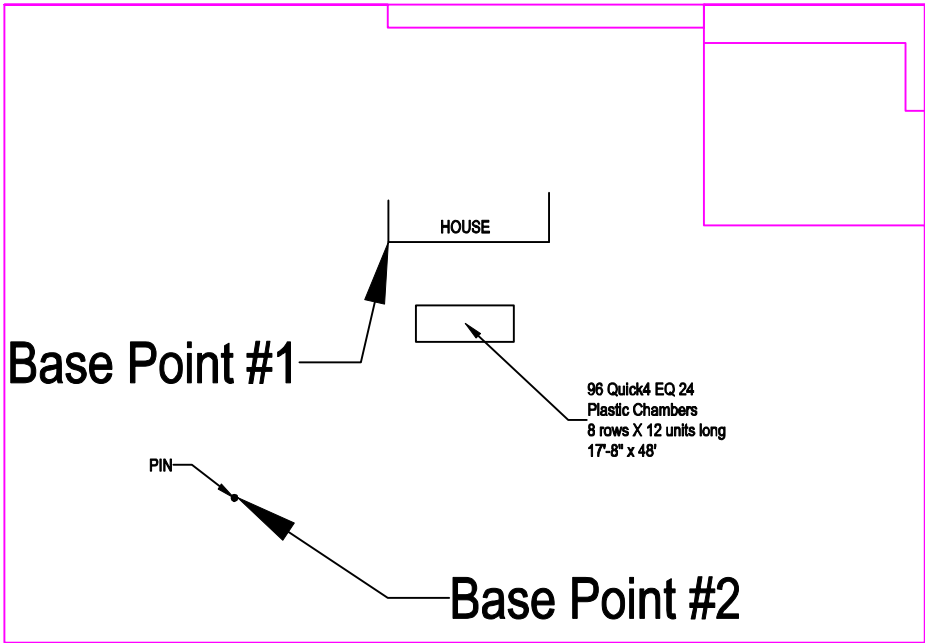 HOUSE
Base Point #1
96 Quick4 EQ 24
Plastic Chambers
8 rows X 12 units long
17'-8" x 48'
PIN
Base Point #2